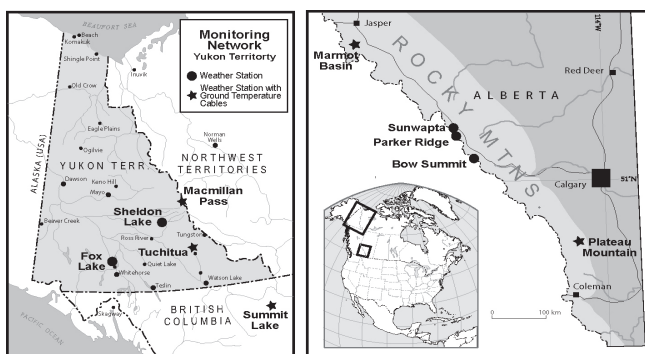 BEAUFORT SEA
Monitoring
Network
Yukon Territory
Weather Station
Weather Station with
Ground Temperature
Cables
Beach
Komakuk
Shingle Point
Inuvik
Old Crow
Eagle Plains
Norman
Wells
Ogilvie
NORTHWEST
TERRITORIES
YUKON TERR.
ALASKA (USA)
Dawson
Keno Hill
Mayo
Macmillan
Pass
Sheldon
Lake
Beaver Creek
Ross River
Tungsten
Tuchitua
Fox
Lake
Quiet Lake
Whitehorse
Watson Lake
Teslin
BRITISH
COLUMBIA
Summit
Lake
Skagway
PACIFIC OCEAN
Jasper
114°W
Marmot
Basin
ROCKY MTNS
Red Deer
ALBERTA
Sunwapta
Parker Ridge
Bow Summit
51°N
Calgary
Plateau
Mountain
Coleman
0
100 km